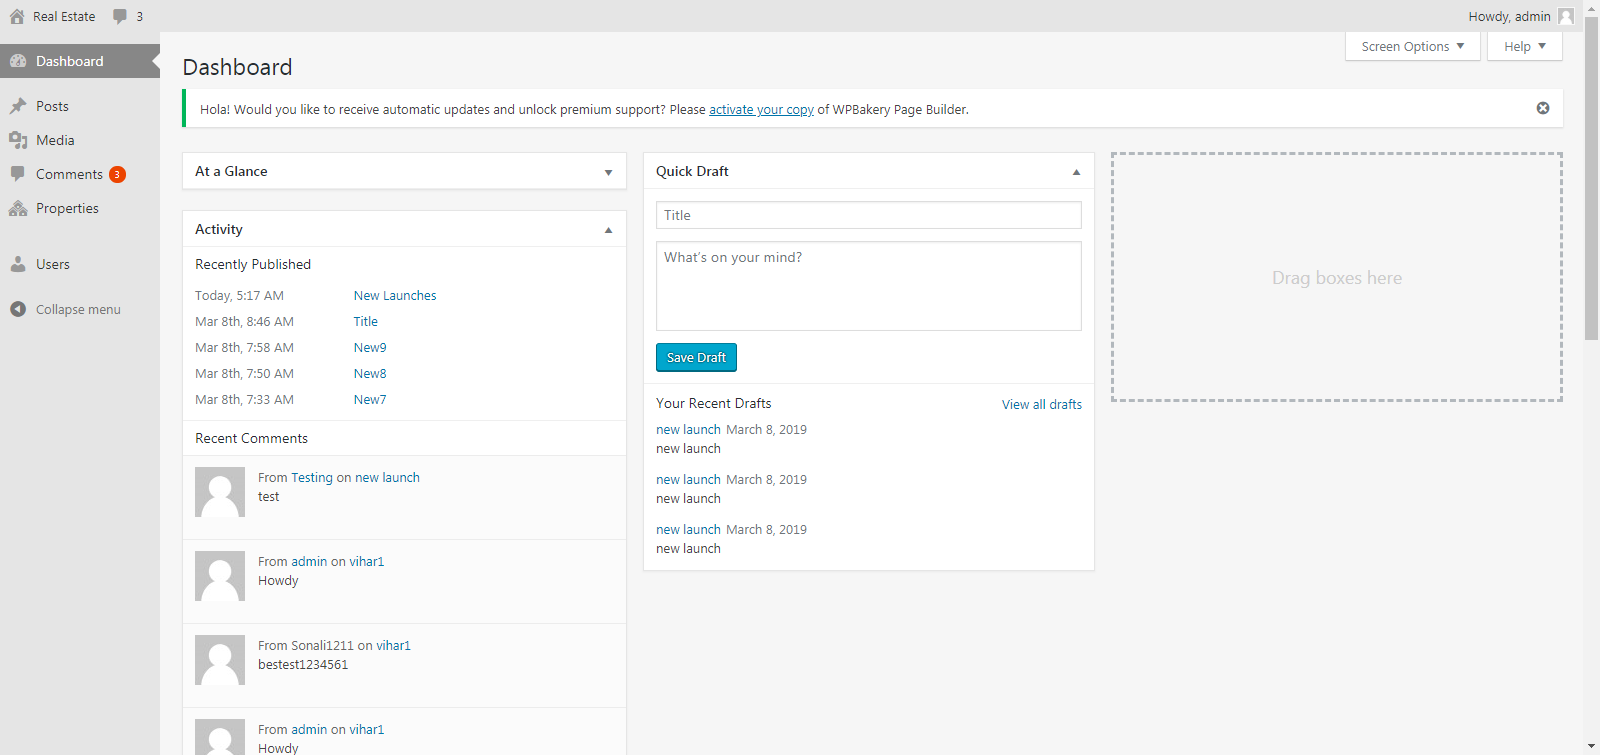 Real Estate 3 Howdy, admin
Dashboard
Posts
Media
Comments 3
Properties
Users
Collapse menu
Screen Options Help
Dashboard
Hola! Would you like to receive automatic updates and unlock premium support? Please activate your copy of WPBakery Page Builder.
At a Glance
Activity
Recently Published
Today, 5:17 AM New Launches
Mar 8th, 8:46 AM Title
Mar 8th, 7:58 AM New9
Mar 8th, 7:50 AM New8
Mar 8th, 7:33 AM New7
Recent Comments
From Testing on new launch
test
From admin on vihar1
Howdy
From Sonali1211 on vihar1
bestest1234561
From admin on vihar1
Howdy
Quick Draft
Title
What's on your mind?
Save Draft
Your Recent Drafts View all drafts
new launch March 8, 2019
new launch
new launch March 8, 2019
new launch
new launch March 8, 2019
new launch
Drag boxes here